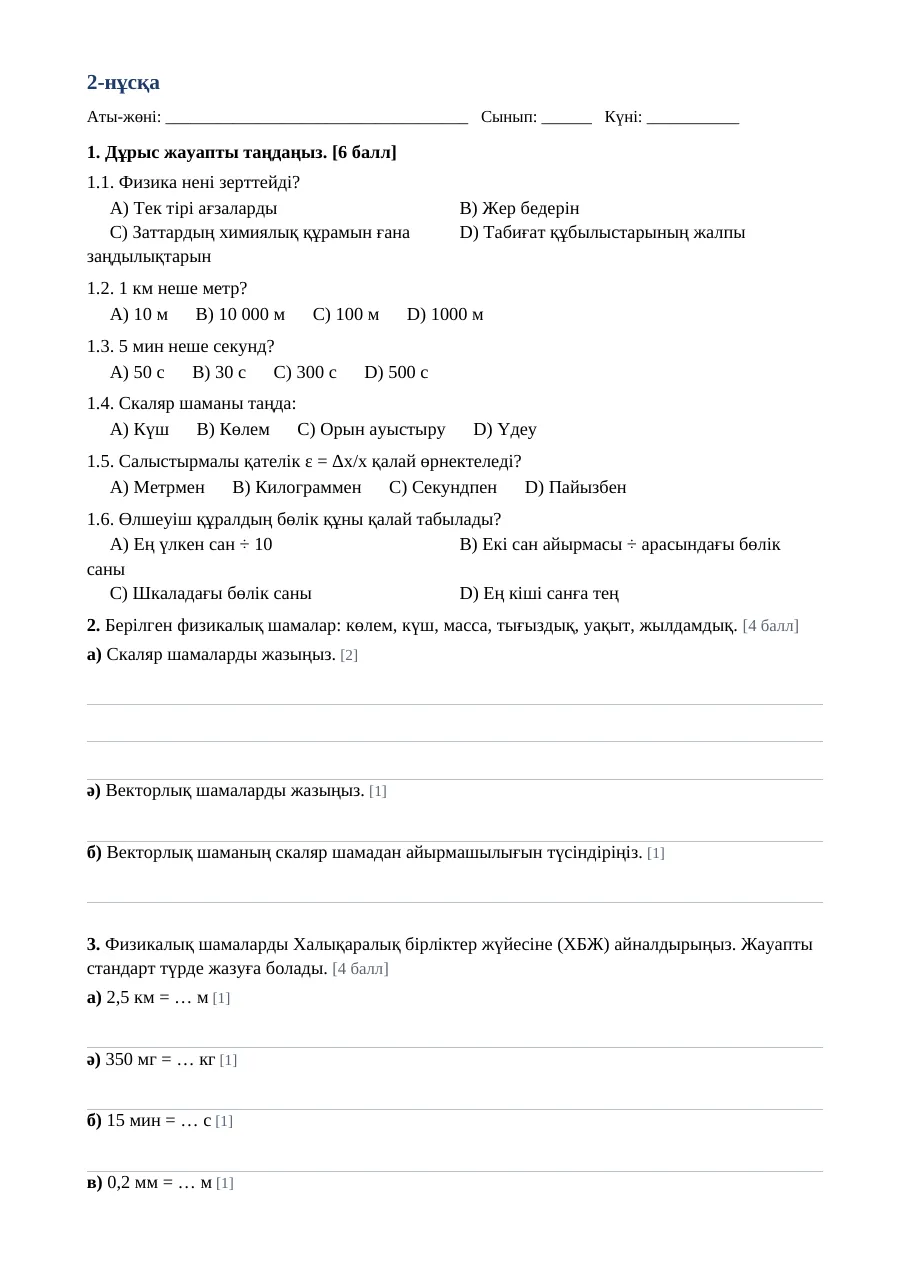 2-нұсқа
Аты-жөні: ____________________________________ Сынып: ______ Күні: ___________
1. Дұрыс жауапты таңдаңыз. [6 балл]
1.1. Физика нені зерттейді?
A) Тек тірі ағзаларды B) Жер бедерін
C) Заттардың химиялық құрамын ғана D) Табиғат құбылыстарының жалпы
заңдылықтарын
1.2. 1 км неше метр?
A) 10 м B) 10 000 м C) 100 м D) 1000 м
1.3. 5 мин неше секунд?
A) 50 с B) 30 с C) 300 с D) 500 с
1.4. Скаляр шаманы таңда:
A) Күш B) Көлем C) Орын ауыстыру D) Үдеу
1.5. Салыстырмалы қателік ε = Δx/x қалай өрнектеледі?
A) Метрмен B) Килограммен C) Секундпен D) Пайызбен
1.6. Өлшеуіш құралдың бөлік құны қалай табылады?
A) Ең үлкен сан ÷ 10 B) Екі сан айырмасы ÷ арасындағы бөлік
саны
C) Шкаладағы бөлік саны D) Ең кіші санға тең
2. Берілген физикалық шамалар: көлем, күш, масса, тығыздық, уақыт, жылдамдық. [4 балл]
а) Скаляр шамаларды жазыңыз. [2]
ә) Векторлық шамаларды жазыңыз. [1]
б) Векторлық шаманың скаляр шамадан айырмашылығын түсіндіріңіз. [1]
3. Физикалық шамаларды Халықаралық бірліктер жүйесіне (ХБЖ) айналдырыңыз. Жауапты
стандарт түрде жазуға болады. [4 балл]
а) 2,5 км = … м [1]
ә) 350 мг = … кг [1]
б) 15 мин = … с [1]
в) 0,2 мм = … м [1]